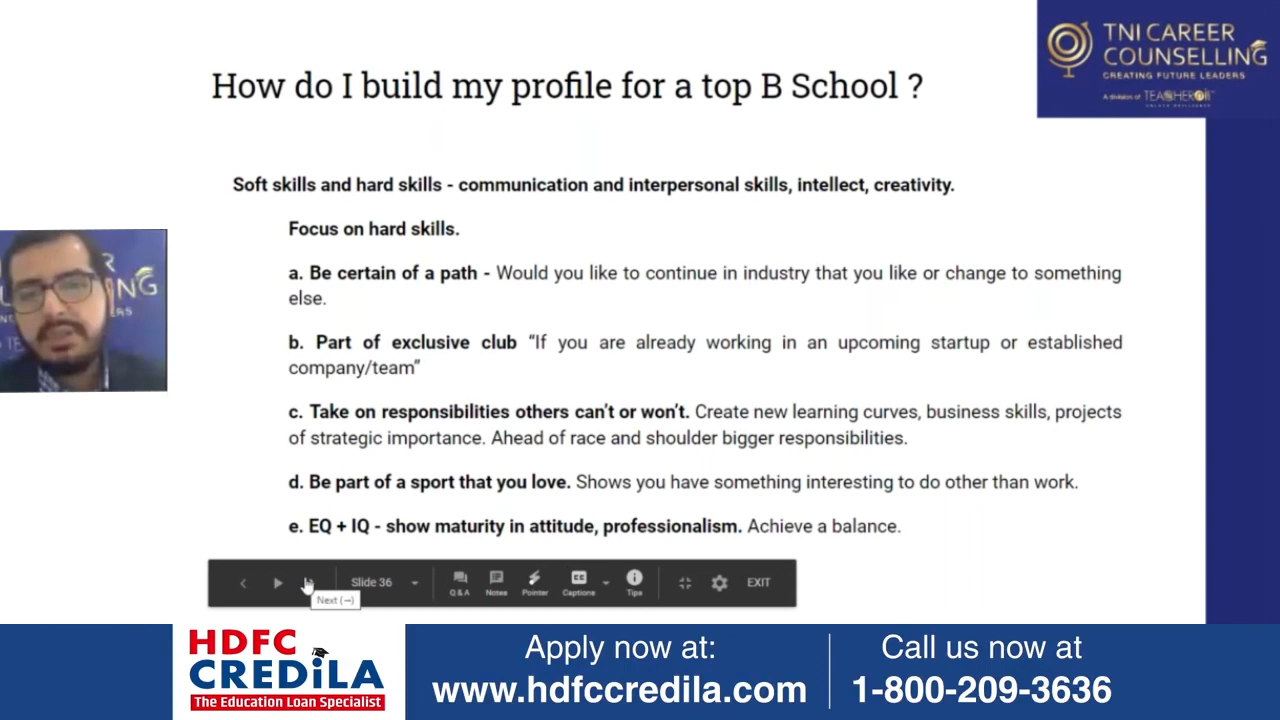 TNI CAREER
COUNSELLING
CREATING FUTURE LEADERS
A division of
How do I build my profile for a top B School ?
Soft skills and hard skills - communication and interpersonal skills, intellect, creativity.
Focus on hard skills.
a. Be certain of a path - Would you like to continue in industry that you like or change to something
else.
b. Part of exclusive club “If you are already working in an upcoming startup or established
company/team”
c. Take on responsibilities others can’t or won’t. Create new learning curves, business skills, projects
of strategic importance. Ahead of race and shoulder bigger responsibilities.
d. Be part of a sport that you love. Shows you have something interesting to do other than work.
e. EQ + IQ - show maturity in attitude, professionalism. Achieve a balance.
Slide 36
Q & A
Notes
Pointer
CC
Captions
Tips
EXIT
Next (→)
HDFC
CREDILA
The Education Loan Specialist
Apply now at:
www.hdfccredila.com
Call us now at
1-800-209-3636